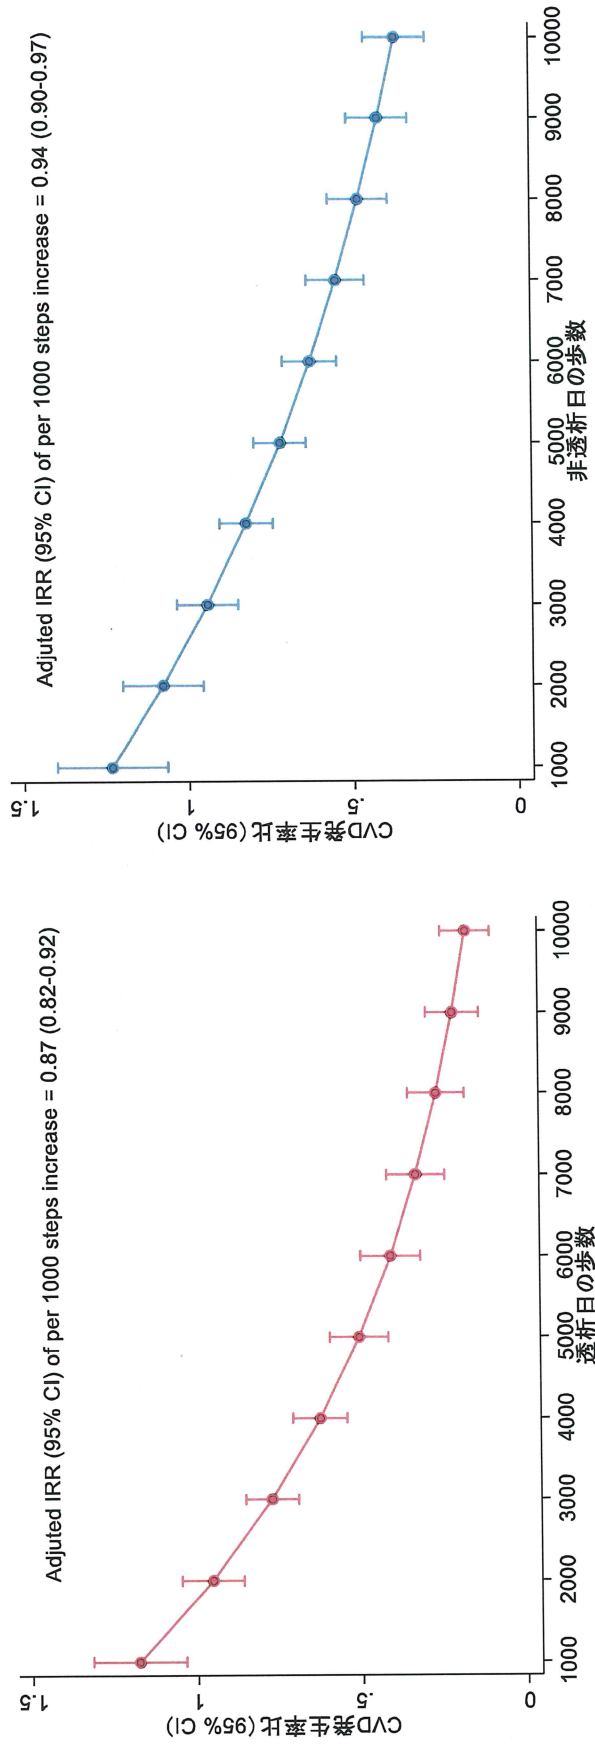 Adjuted IRR (95% CI) of per 1000 steps increase = 0.87 (0.82-0.92)
CVD発生率比(95% CI)
1.5
1
.5
0
1000 2000 3000 4000 5000 6000 7000 8000 9000 10000
透析日の歩数
Adjuted IRR (95% CI) of per 1000 steps increase = 0.94 (0.90-0.97)
CVD発生率比(95% CI)
1.5
1
.5
0
1000 2000 3000 4000 5000 6000 7000 8000 9000 10000
非透析日の歩数